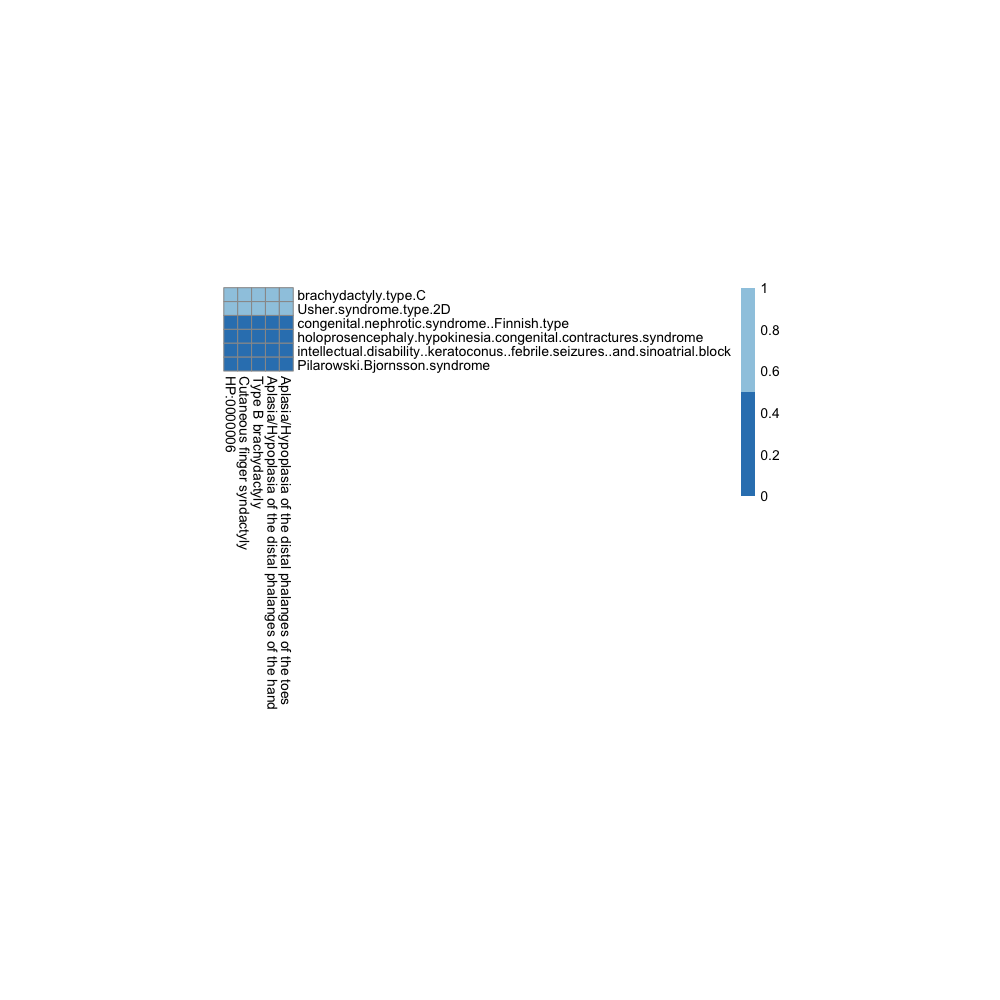 brachydactyly.type.C
Usher.syndrome.type.2D
congenital.nephrotic.syndrome..Finnish.type
holoprosencephaly.hypokinesia.congenital.contractures.syndrome
intellectual.disability..keratoconus..febrile.seizures..and.sinoatrial.block
Pilarowski.Bjornsson.syndrome
HP:0000006
Cutaneous finger syndactyly
Type B brachydactyly
Aplasia/Hypoplasia of the distal phalanges of the hand
Aplasia/Hypoplasia of the distal phalanges of the toes
1
0.8
0.6
0.4
0.2
0